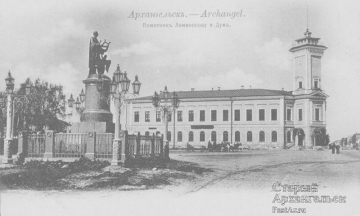 Архангельскъ. — Archangel.
Памятникъ Ломоносову и Дума.
Старый
Архангельск